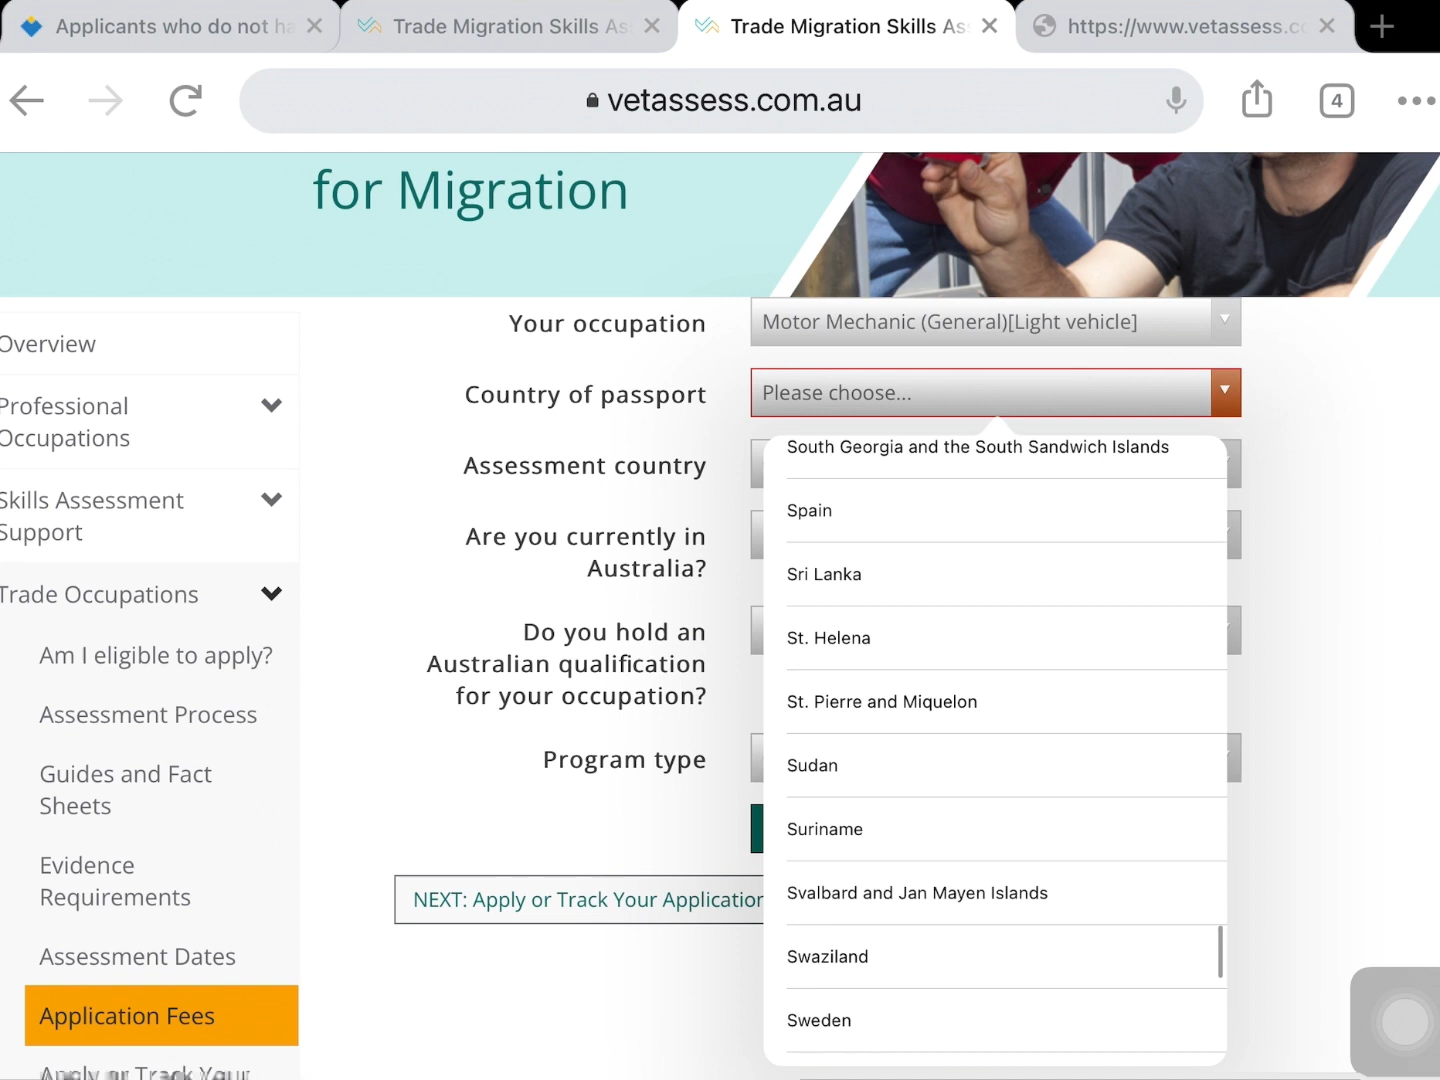 Applicants who do not ha
Trade Migration Skills As
Trade Migration Skills As
https://www.vetassess.co
vetassess.com.au
4
for Migration
Overview
Professional
Occupations
Skills Assessment
Support
Trade Occupations
Am I eligible to apply?
Assessment Process
Guides and Fact
Sheets
Evidence
Requirements
Assessment Dates
Application Fees
Apply or Track Your
Your occupation
Motor Mechanic (General)[Light vehicle]
Country of passport
Please choose...
Assessment country
Are you currently in
Australia?
Do you hold an
Australian qualification
for your occupation?
Program type
NEXT: Apply or Track Your Application
South Georgia and the South Sandwich Islands
Spain
Sri Lanka
St. Helena
St. Pierre and Miquelon
Sudan
Suriname
Svalbard and Jan Mayen Islands
Swaziland
Sweden